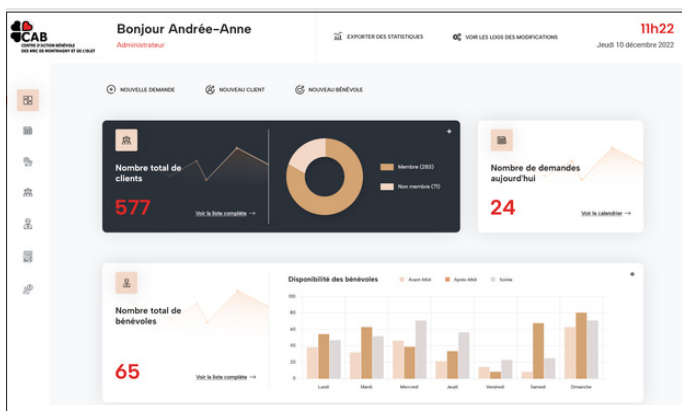 CAB
CENTRE D'ACTION BÉNÉVOLE
DES MRC DE MONTMAGNY ET DE L'ISLET
Bonjour Andrée-Anne
Administrateur
EXPORTER DES STATISTIQUES
VOIR LES LOGS DES MODIFICATIONS
11h22
Jeudi 10 décembre 2022
NOUVELLE DEMANDE
NOUVEAU CLIENT
NOUVEAU BÉNÉVOLE
Nombre total de
clients
577
Voir la liste complète →
Membre (293)
Non membre (71)
+
Nombre de demandes
aujourd'hui
24
Voir le calendrier →
Nombre total de
bénévoles
65
Voir la liste complète →
Disponibilité des bénévoles
Avant-Midi
Après-Midi
Soirée
+
100
80
60
40
20
0
Lundi
Mardi
Mercredi
Jeudi
Vendredi
Samedi
Dimanche